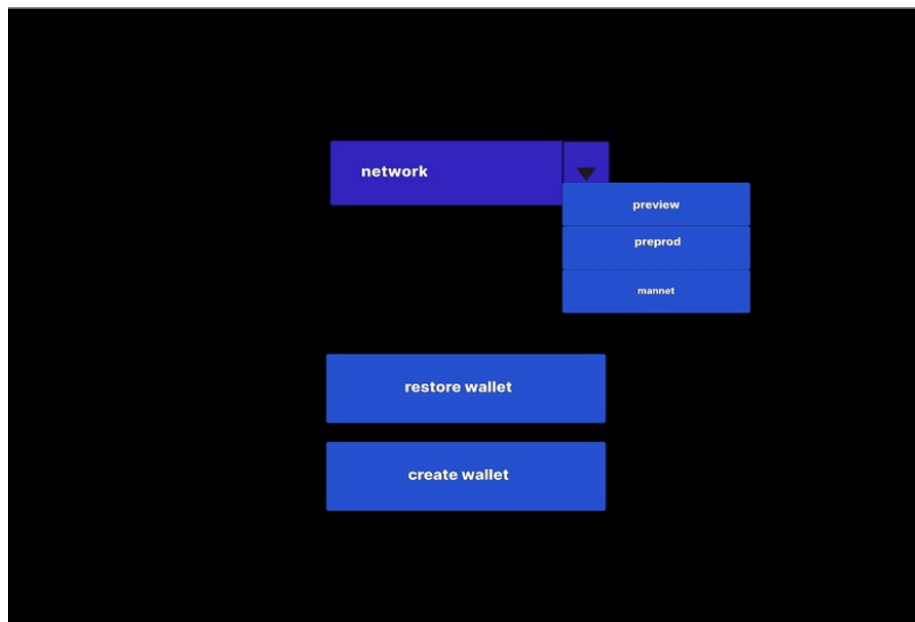 network
preview
preprod
mannet
restore wallet
create wallet